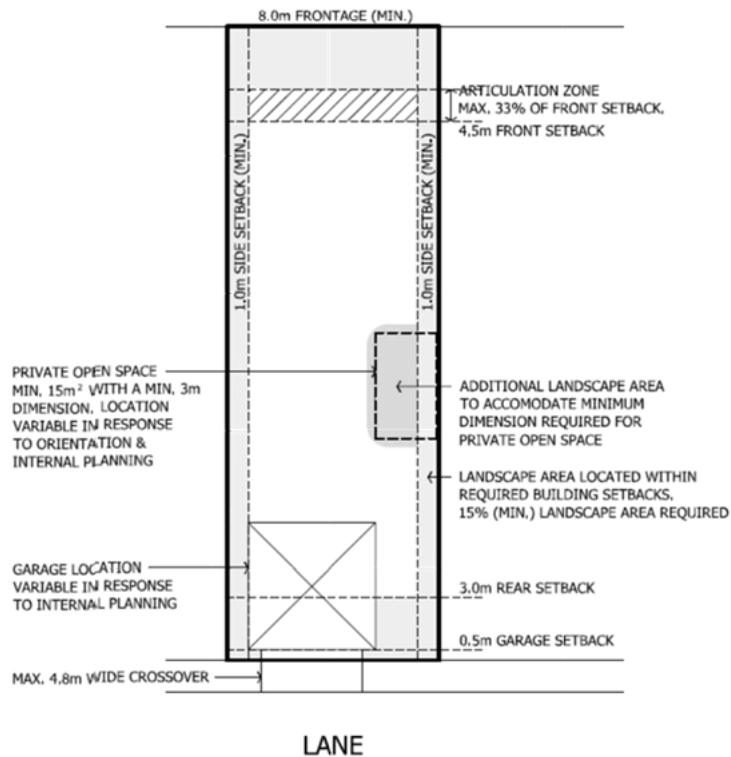 8.0m FRONTAGE (MIN.)
ARTICULATION ZONE
MAX. 33% OF FRONT SETBACK.
4.5m FRONT SETBACK
1.0m SIDE SETBACK (MIN.)
1.0m SIDE SETBACK (MIN.)
PRIVATE OPEN SPACE
MIN. 15m² WITH A MIN. 3m
DIMENSION. LOCATION
VARIABLE IN RESPONSE
TO ORIENTATION &
INTERNAL PLANNING
ADDITIONAL LANDSCAPE AREA
TO ACCOMODATE MINIMUM
DIMENSION REQUIRED FOR
PRIVATE OPEN SPACE
LANDSCAPE AREA LOCATED WITHIN
REQUIRED BUILDING SETBACKS.
15% (MIN.) LANDSCAPE AREA REQUIRED
GARAGE LOCATION
VARIABLE IN RESPONSE
TO INTERNAL PLANNING
3.0m REAR SETBACK
0.5m GARAGE SETBACK
MAX. 4.8m WIDE CROSSOVER
LANE